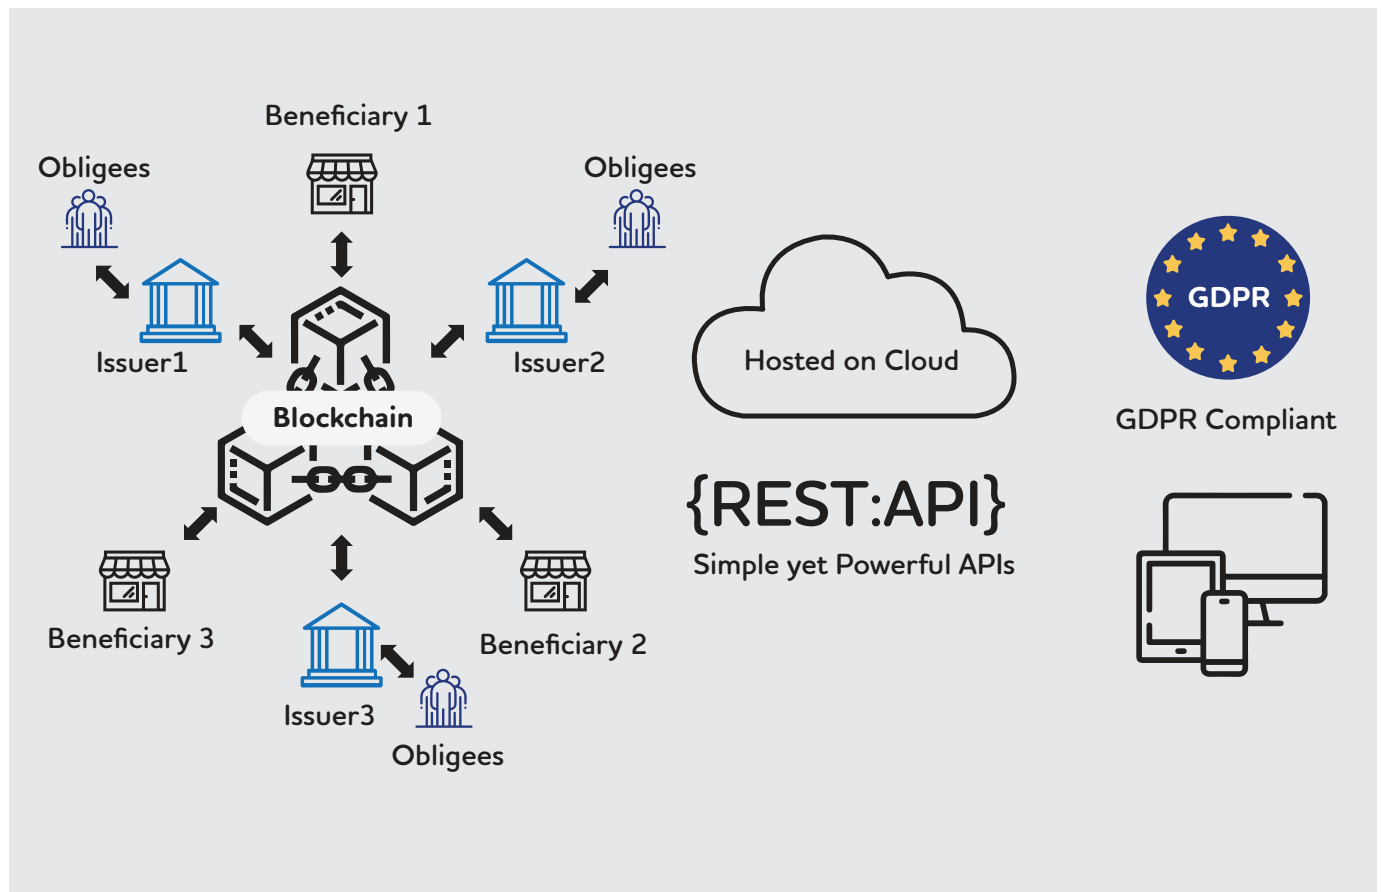 Beneficiary 1
Obligees
Obligees
Issuer1
Issuer2
Blockchain
Beneficiary 3
Beneficiary 2
Issuer3
Obligees
Hosted on Cloud
{REST:API}
Simple yet Powerful APIs
GDPR
GDPR Compliant